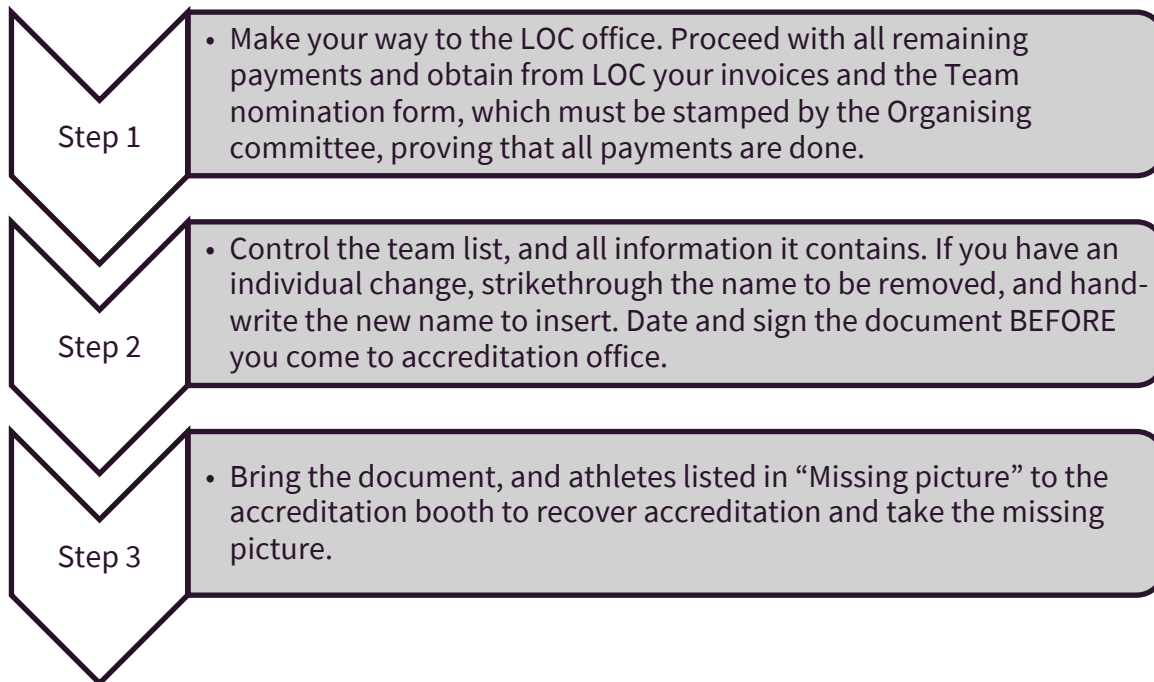 Step 1
• Make your way to the LOC office. Proceed with all remaining
payments and obtain from LOC your invoices and the Team
nomination form, which must be stamped by the Organising
committee, proving that all payments are done.
Step 2
• Control the team list, and all information it contains. If you have an
individual change, strikethrough the name to be removed, and hand-
write the new name to insert. Date and sign the document BEFORE
you come to accreditation office.
Step 3
• Bring the document, and athletes listed in “Missing picture” to the
accreditation booth to recover accreditation and take the missing
picture.